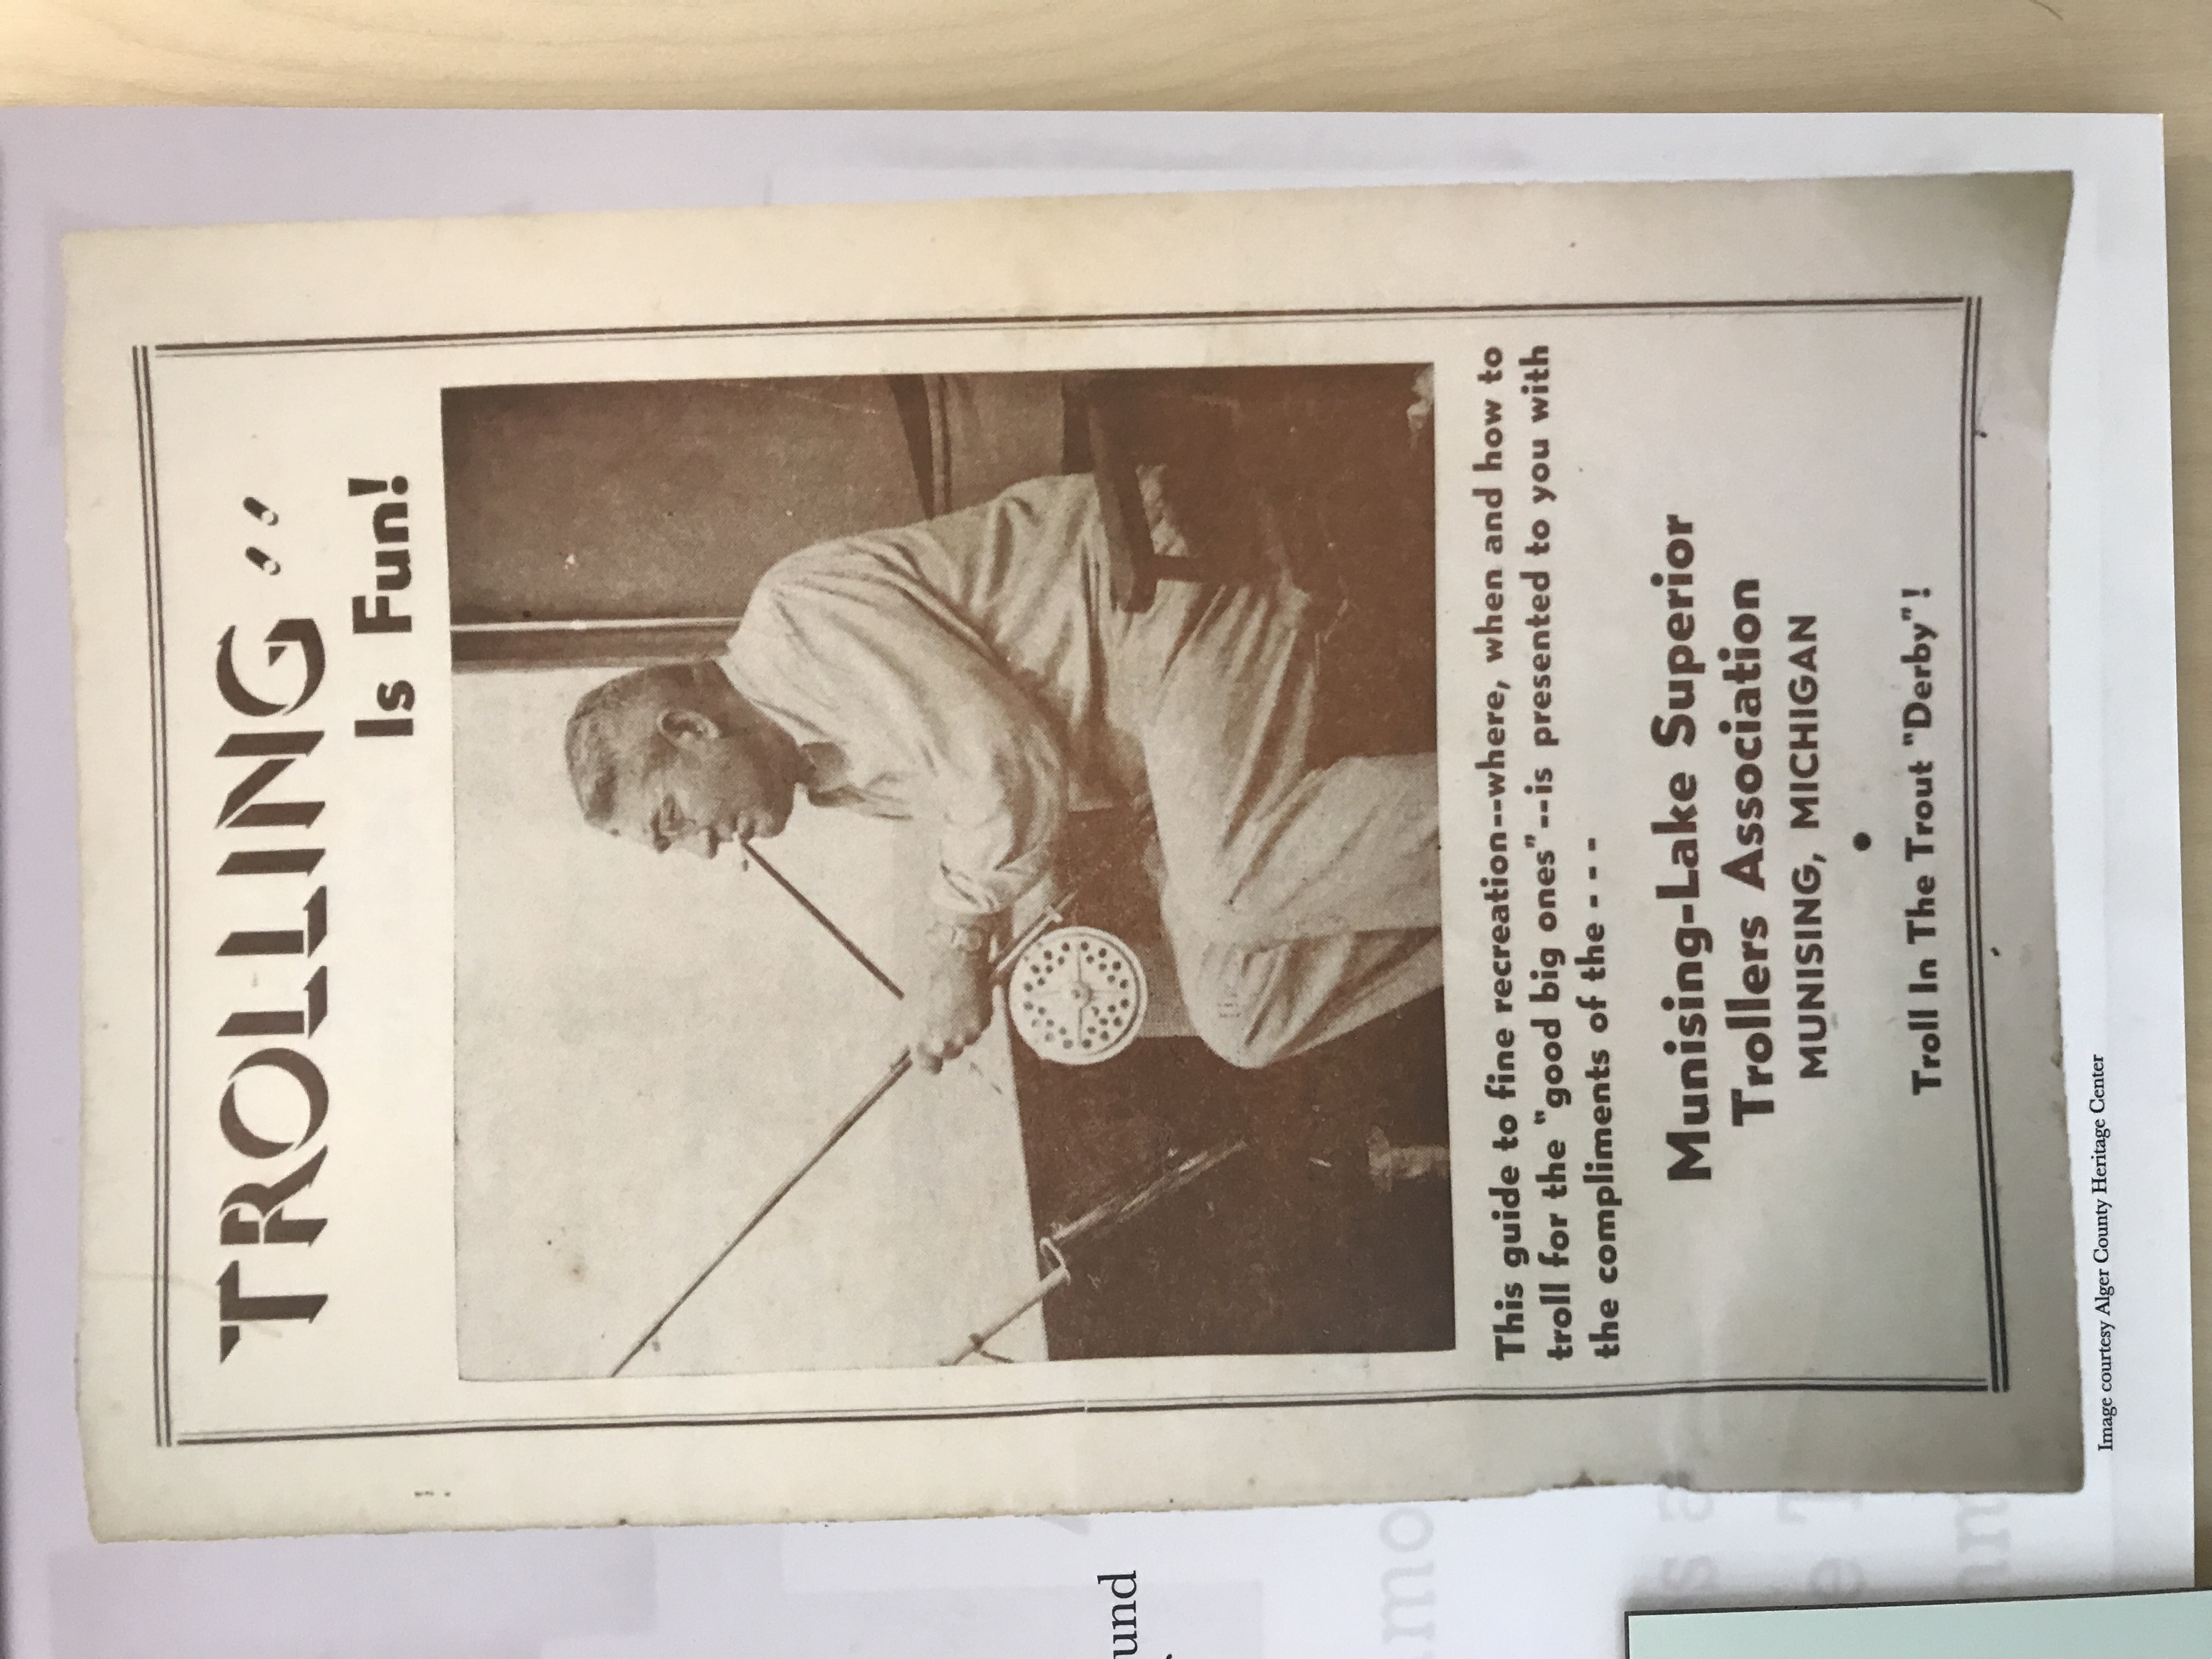 TROLLING
Is Fun!
This guide to fine recreation--where, when and how to
troll for the "good big ones"--is presented to you with
the compliments of the - - - -
Munising-Lake Superior
Trollers Association
MUNISING, MICHIGAN
•
Troll In The Trout "Derby"!
Image courtesy Alger County Heritage Center
und